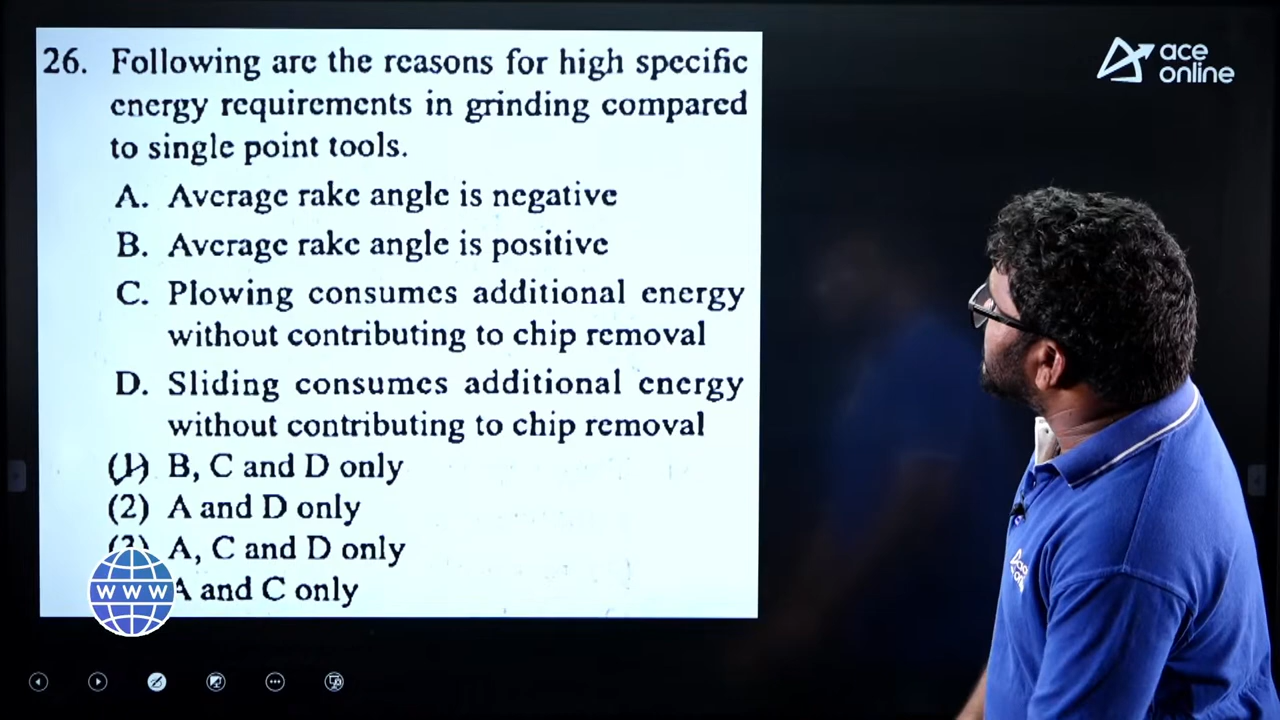 26. Following are the reasons for high specific
energy requirements in grinding compared
to single point tools.
A. Average rake angle is negative
B. Average rake angle is positive
C. Plowing consumes additional energy
without contributing to chip removal
D. Sliding consumes additional energy
without contributing to chip removal
(1) B, C and D only
(2) A and D only
(3) A, C and D only
A and C only
WWW
ace
online